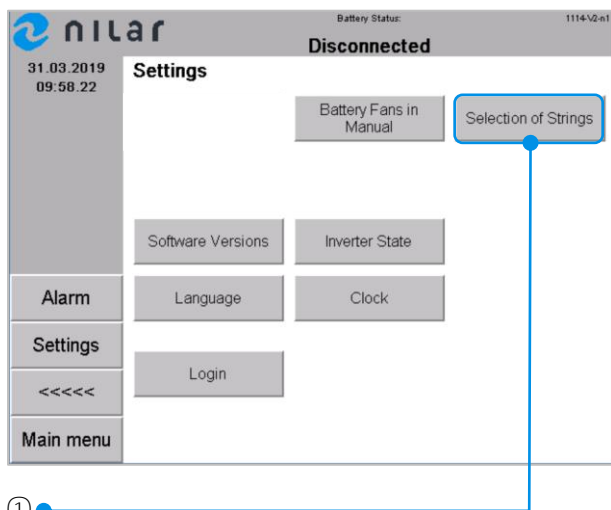 nılar
Battery Status:
1114-V2-n1
Disconnected
31.03.2019
09:58.22
Settings
Battery Fans in
Manual
Selection of Strings
Software Versions
Inverter State
Alarm
Language
Clock
Settings
Login
<<<<<
Main menu
①